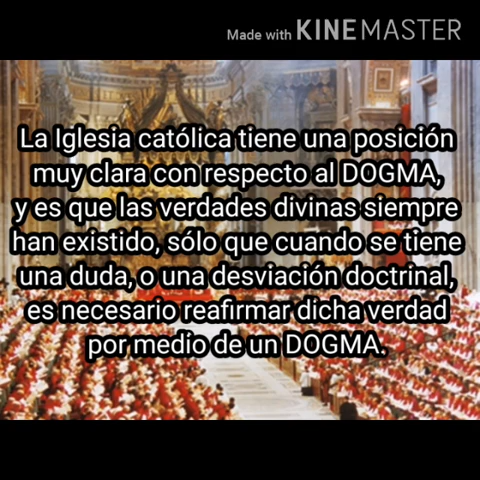 Made with KINEMASTER
La Iglesia católica tiene una posición
muy clara con respecto al DOGMA,
y es que las verdades divinas siempre
han existido, sólo que cuando se tiene
una duda, o una desviación doctrinal,
es necesario reafirmar dicha verdad
por medio de un DOGMA.